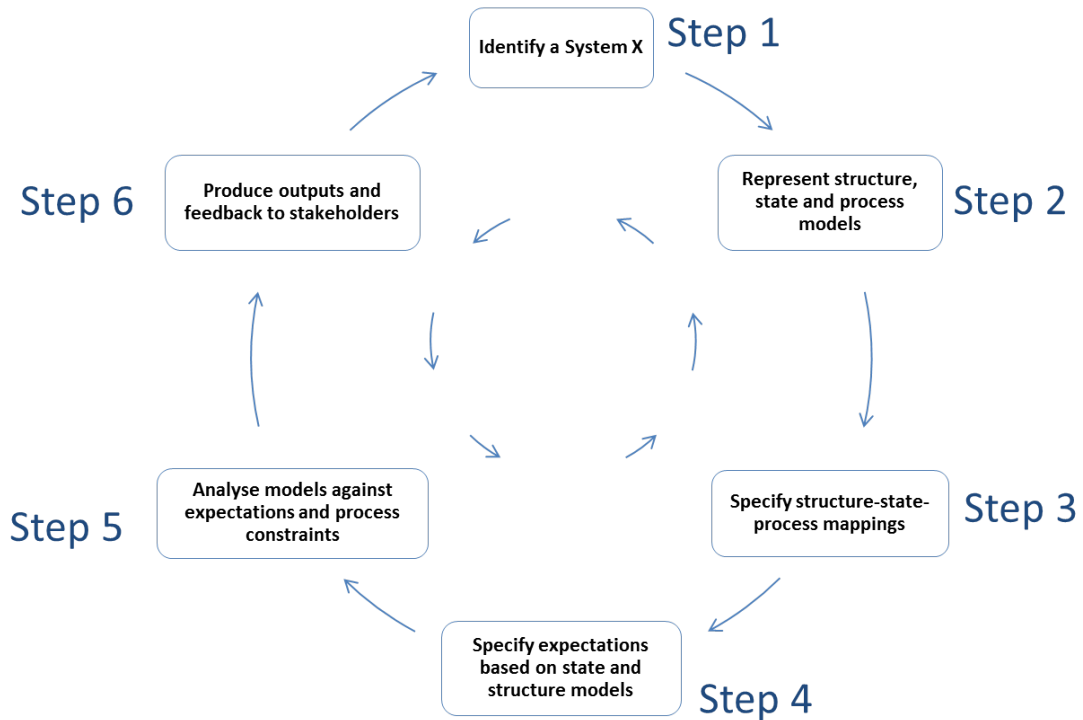 Identify a System X
Step 1
Represent structure,
state and process
models
Step 2
Specify structure-state-
process mappings
Step 3
Specify expectations
based on state and
structure models
Step 4
Analyse models against
expectations and process
constraints
Step 5
Produce outputs and
feedback to stakeholders
Step 6